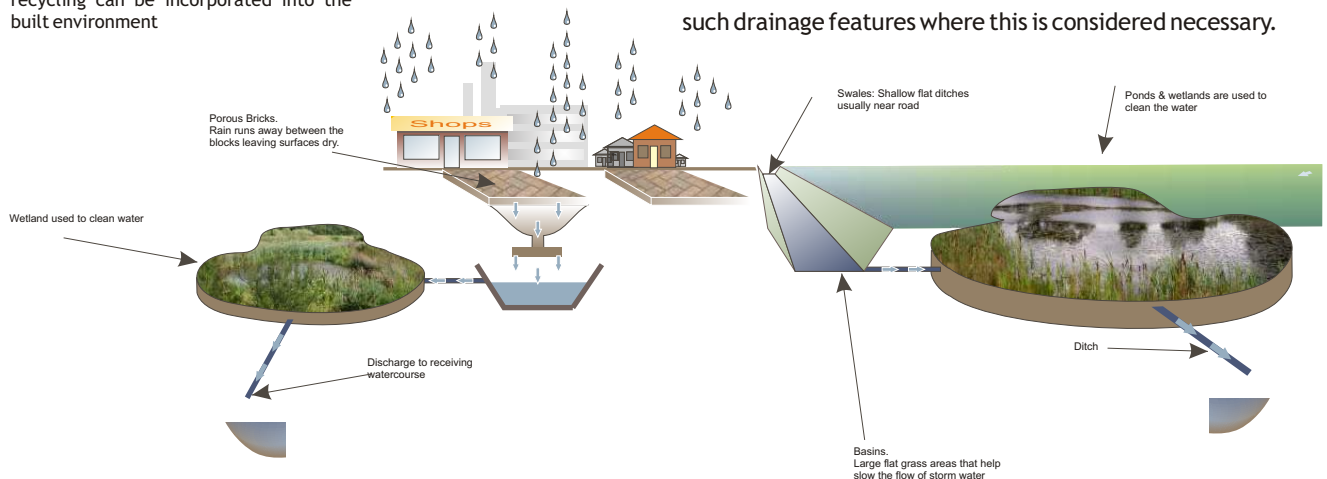 recycling can be incorporated into the
built environment
such drainage features where this is considered necessary.
Porous Bricks.
Rain runs away between the
blocks leaving surfaces dry.
Shops
Swales: Shallow flat ditches
usually near road
Ponds & wetlands are used to
clean the water
Wetland used to clean water
Discharge to receiving
watercourse
Ditch
Basins.
Large flat grass areas that help
slow the flow of storm water